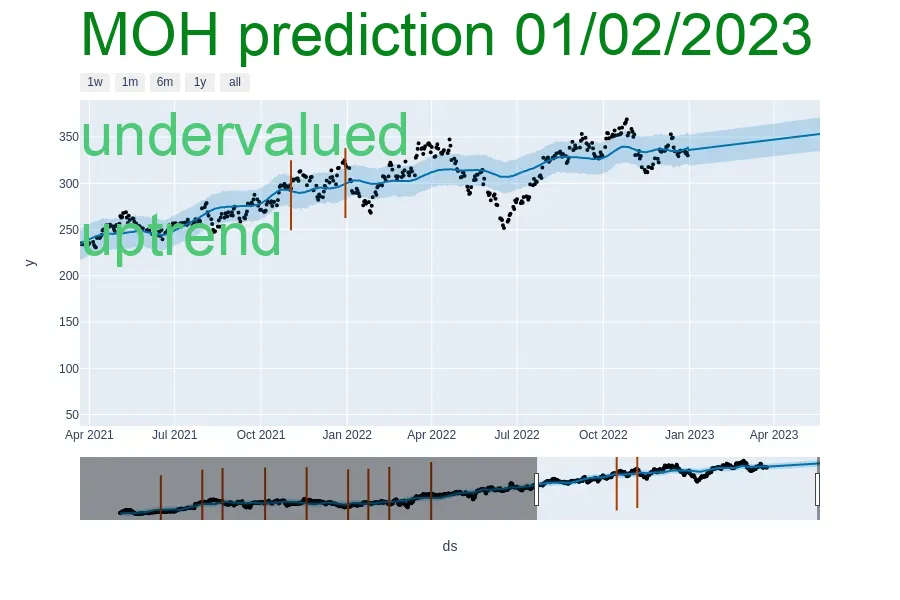 MOH prediction 01/02/2023
1w 1m 6m 1y all
undervalued
uptrend
350
300
250
200
150
100
50
y
Apr 2021 Jul 2021 Oct 2021 Jan 2022 Apr 2022 Jul 2022 Oct 2022 Jan 2023 Apr 2023
ds